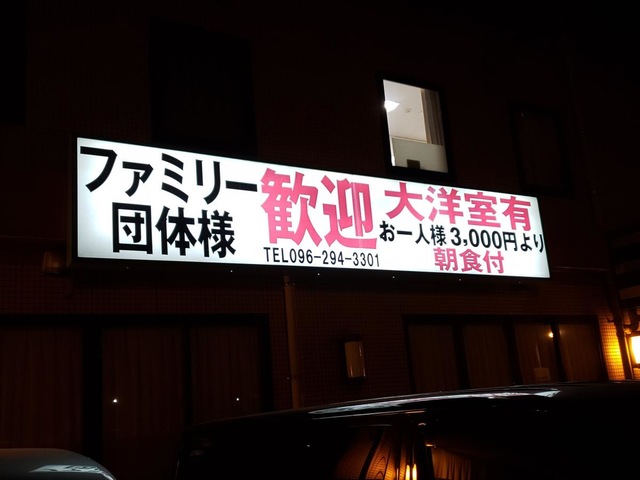 ファミリー
団体様
歓迎
TEL096-294-3301
大洋室有
お一人様3,000円より
朝食付